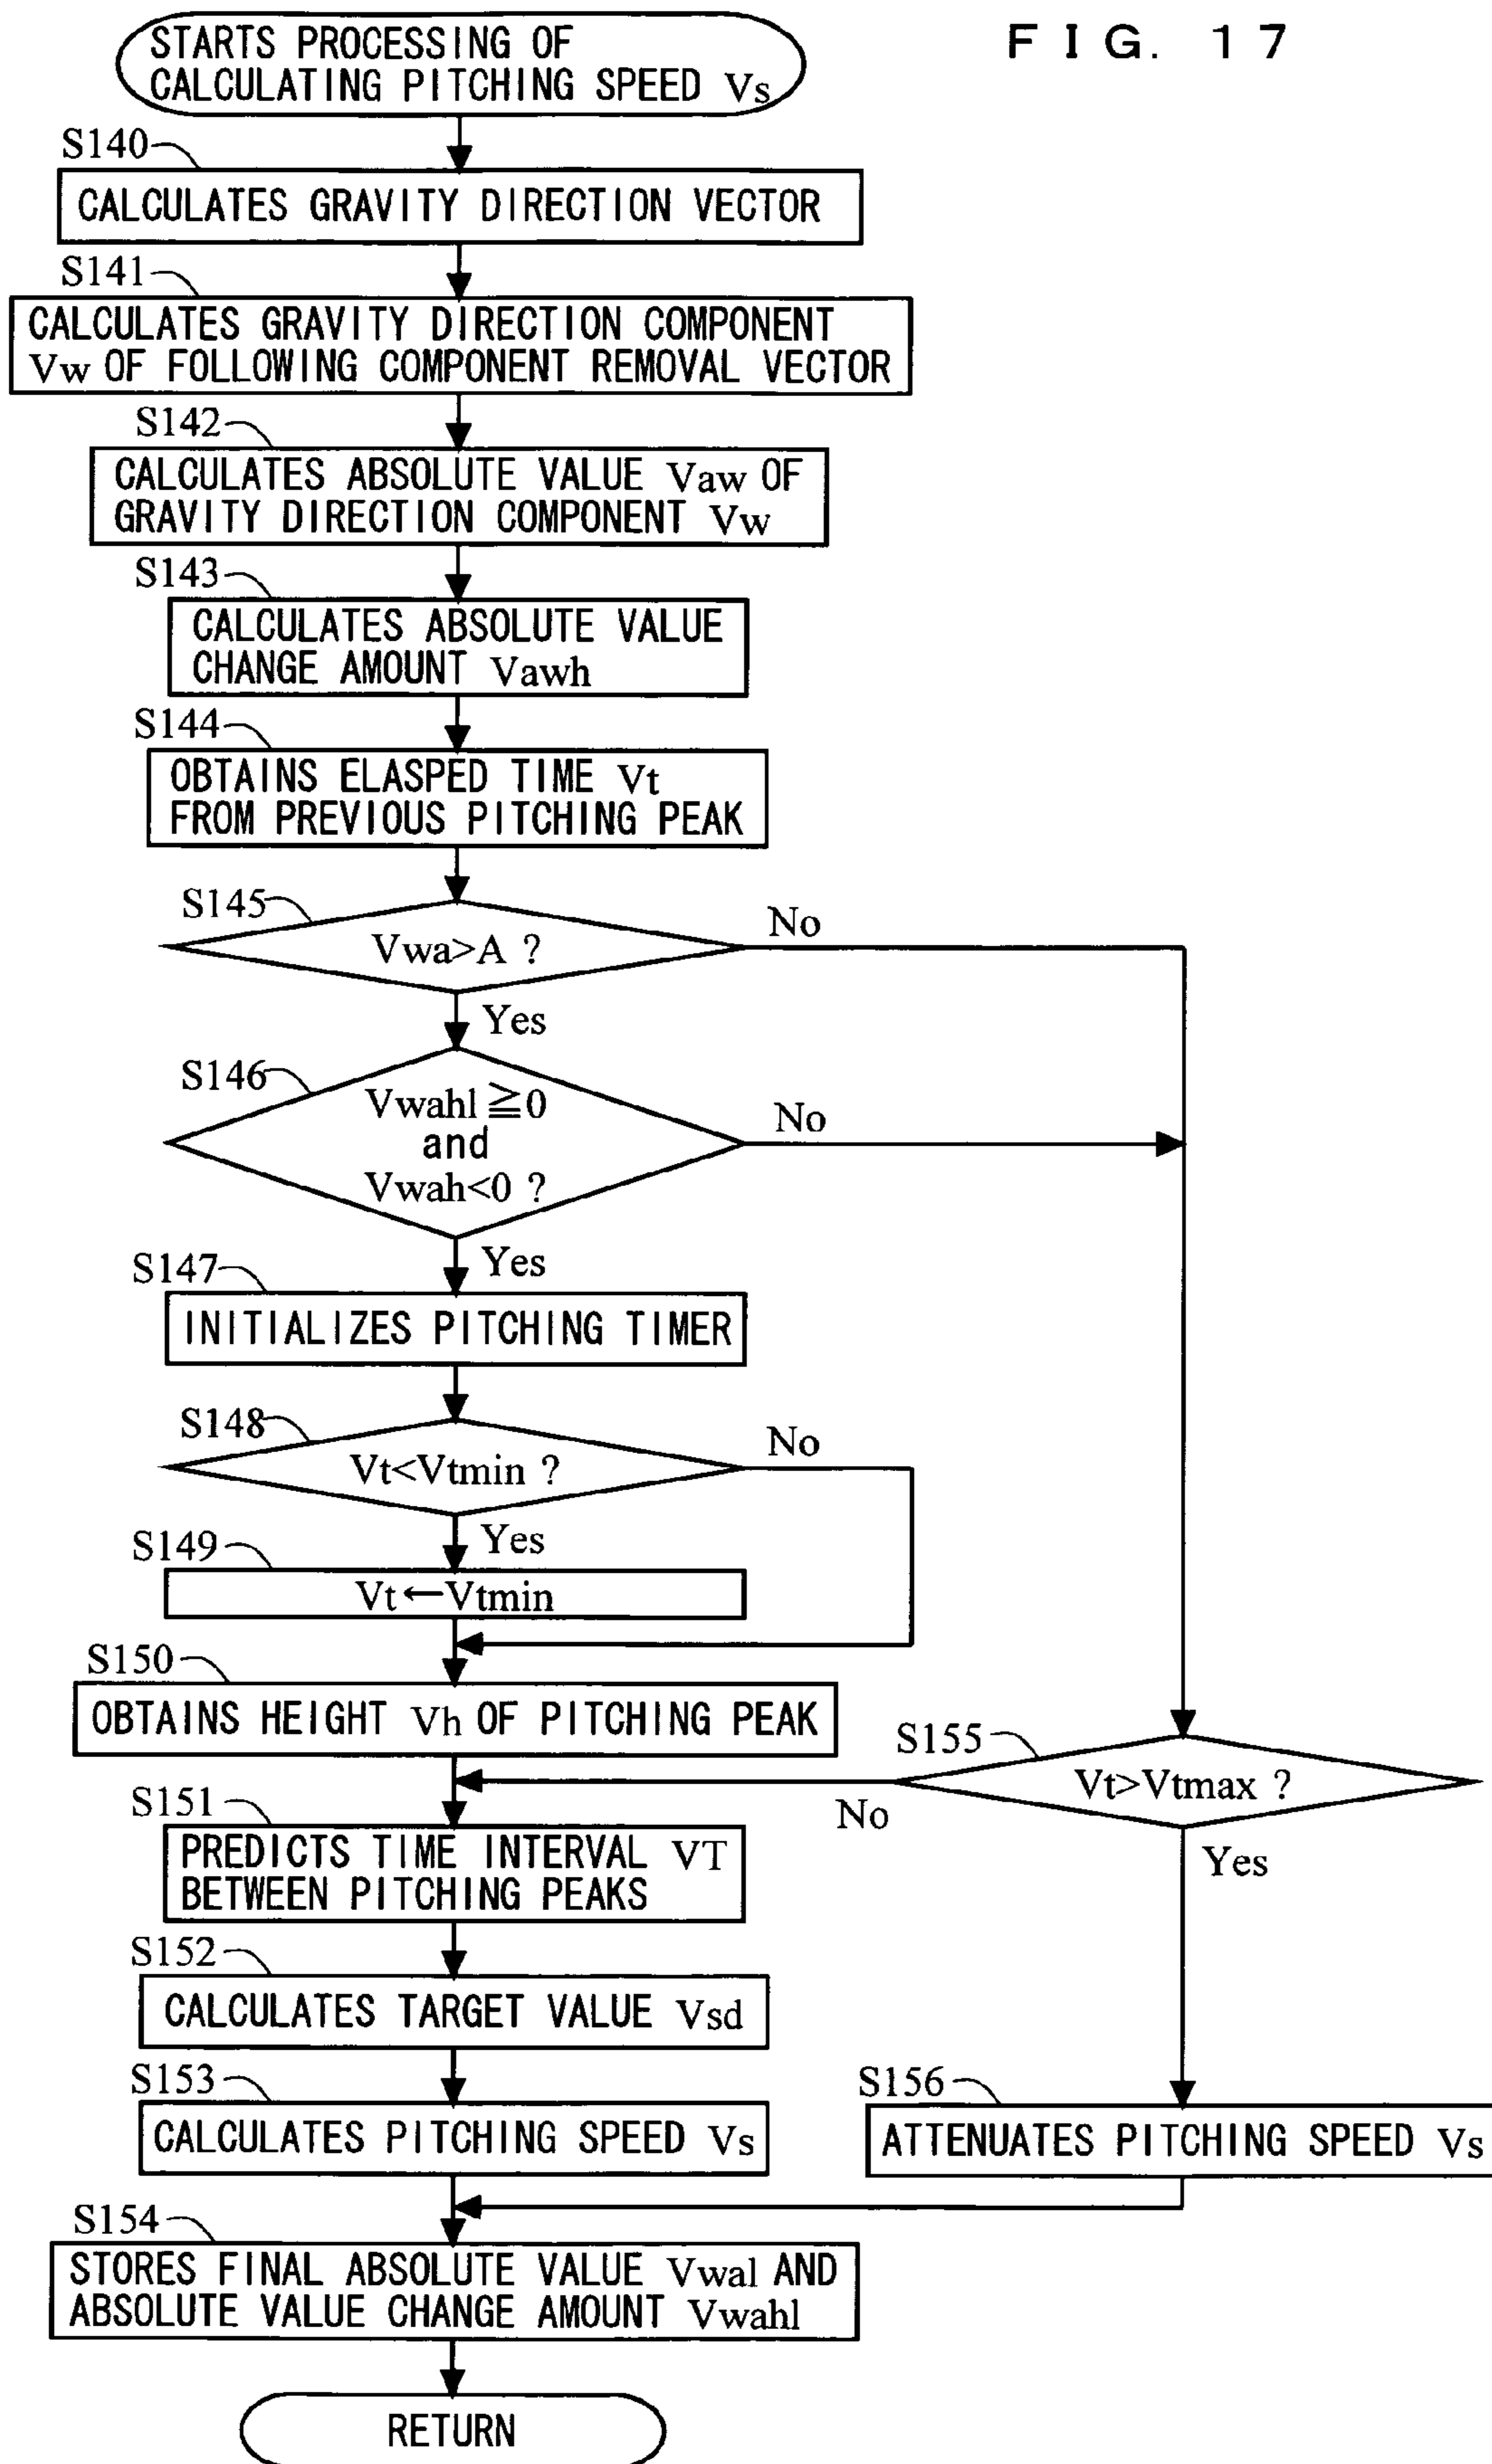 FIG. 17
STARTS PROCESSING OF
CALCULATING PITCHING SPEED Vs
S140
CALCULATES GRAVITY DIRECTION VECTOR
S141
CALCULATES GRAVITY DIRECTION COMPONENT
Vw OF FOLLOWING COMPONENT REMOVAL VECTOR
S142
CALCULATES ABSOLUTE VALUE Vaw OF
GRAVITY DIRECTION COMPONENT Vw
S143
CALCULATES ABSOLUTE VALUE
CHANGE AMOUNT Vawh
S144
OBTAINS ELASPED TIME Vt
FROM PREVIOUS PITCHING PEAK
S145
Vwa>A ?
No
Yes
S146
Vwahl ≧0
and
Vwah<0 ?
No
Yes
S147
INITIALIZES PITCHING TIMER
S148
Vt<Vtmin ?
No
Yes
S149
Vt←Vtmin
S150
OBTAINS HEIGHT Vh OF PITCHING PEAK
S155
Vt>Vtmax ?
No
Yes
S151
PREDICTS TIME INTERVAL VT
BETWEEN PITCHING PEAKS
S152
CALCULATES TARGET VALUE Vsd
S153
CALCULATES PITCHING SPEED Vs
S156
ATTENUATES PITCHING SPEED Vs
S154
STORES FINAL ABSOLUTE VALUE Vwal AND
ABSOLUTE VALUE CHANGE AMOUNT Vwahl
RETURN